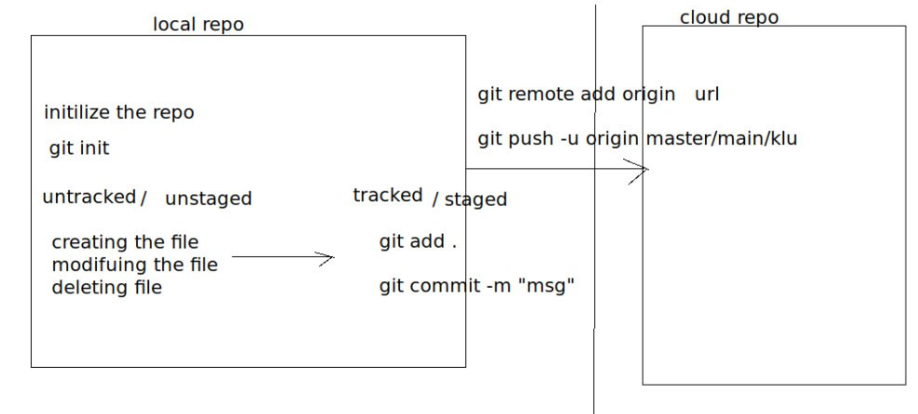 local repo
cloud repo
initilize the repo
git init
untracked / unstaged
creating the file
modifuing the file
deleting file
tracked / staged
git add .
git commit -m "msg"
git remote add origin url
git push -u origin master/main/klu